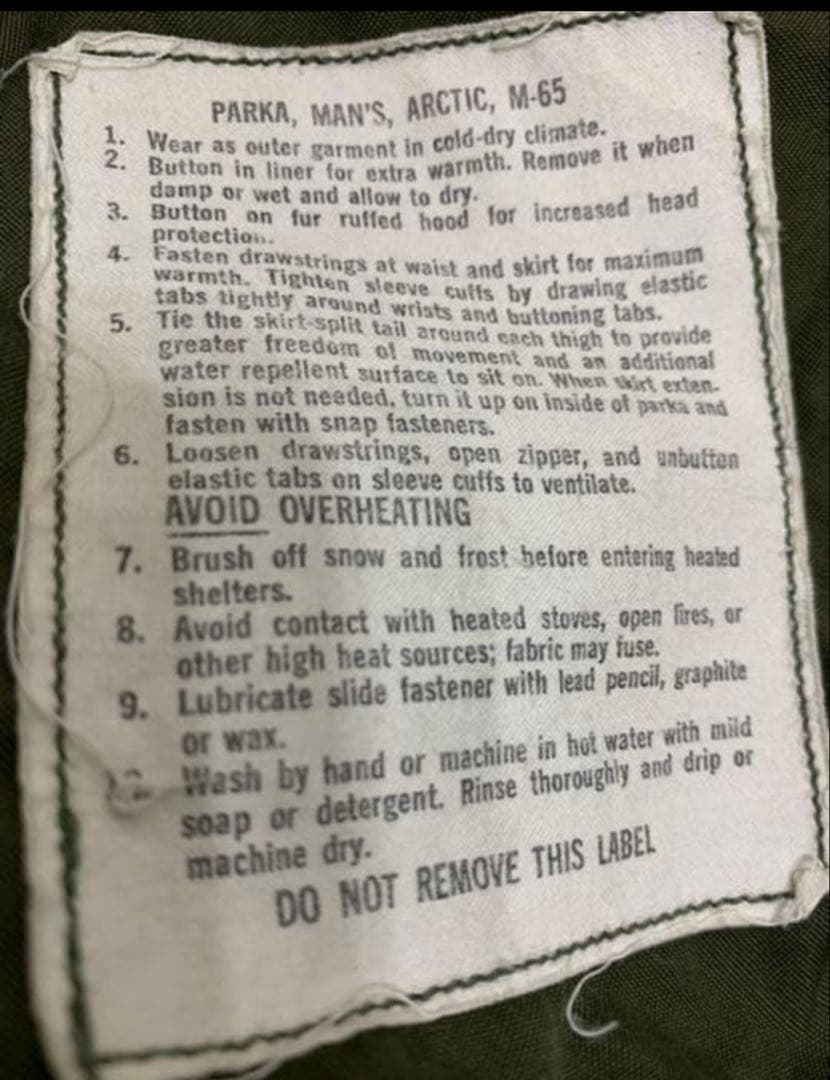 PARKA, MAN'S, ARCTIC, M-65
1. Wear as outer garment in cold-dry climate.
2. Button in liner for extra warmth. Remove it when
damp or wet and allow to dry.
3. Button on fur ruffed hood for increased head
protection.
4. Fasten drawstrings at waist and skirt for maximum
warmth. Tighten sleeve cuffs by drawing elastic
tabs tightly around wrists and buttoning tabs.
5. Tie the skirt-split tail around each thigh to provide
greater freedom of movement and an additional
water repellent surface to sit on. When skirt exten-
sion is not needed, turn it up on inside of parka and
fasten with snap fasteners.
6. Loosen drawstrings, open zipper, and unbutton
elastic tabs on sleeve cuffs to ventilate.
AVOID OVERHEATING
7. Brush off snow and frost before entering heated
shelters.
8. Avoid contact with heated stoves, open fires, or
other high heat sources; fabric may fuse.
9. Lubricate slide fastener with lead pencil, graphite
or wax.
Wash by hand or machine in hot water with mild
soap or detergent. Rinse thoroughly and drip or
machine dry.
DO NOT REMOVE THIS LABEL